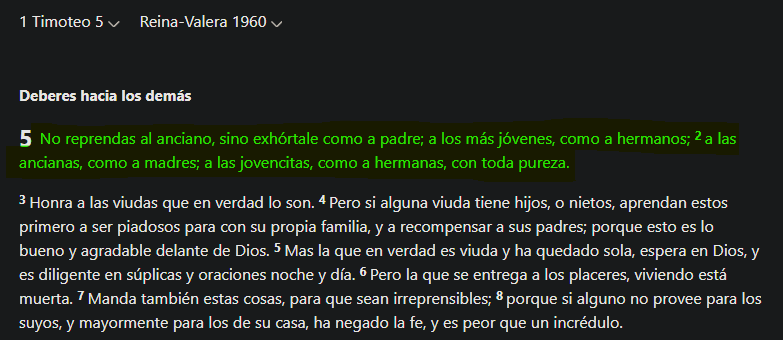 1 Timoteo 5 Reina-Valera 1960
Deberes hacia los demás
5 No reprendas al anciano, sino exhórtale como a padre; a los más jóvenes, como a hermanos; 2 a las
ancianas, como a madres; a las jovencitas, como a hermanas, con toda pureza.
3 Honra a las viudas que en verdad lo son. 4 Pero si alguna viuda tiene hijos, o nietos, aprendan estos
primero a ser piadosos para con su propia familia, y a recompensar a sus padres; porque esto es lo
bueno y agradable delante de Dios. 5 Mas la que en verdad es viuda y ha quedado sola, espera en Dios, y
es diligente en súplicas y oraciones noche y día. 6 Pero la que se entrega a los placeres, viviendo está
muerta. 7 Manda también estas cosas, para que sean irreprensibles; 8 porque si alguno no provee para los
suyos, y mayormente para los de su casa, ha negado la fe, y es peor que un incrédulo.